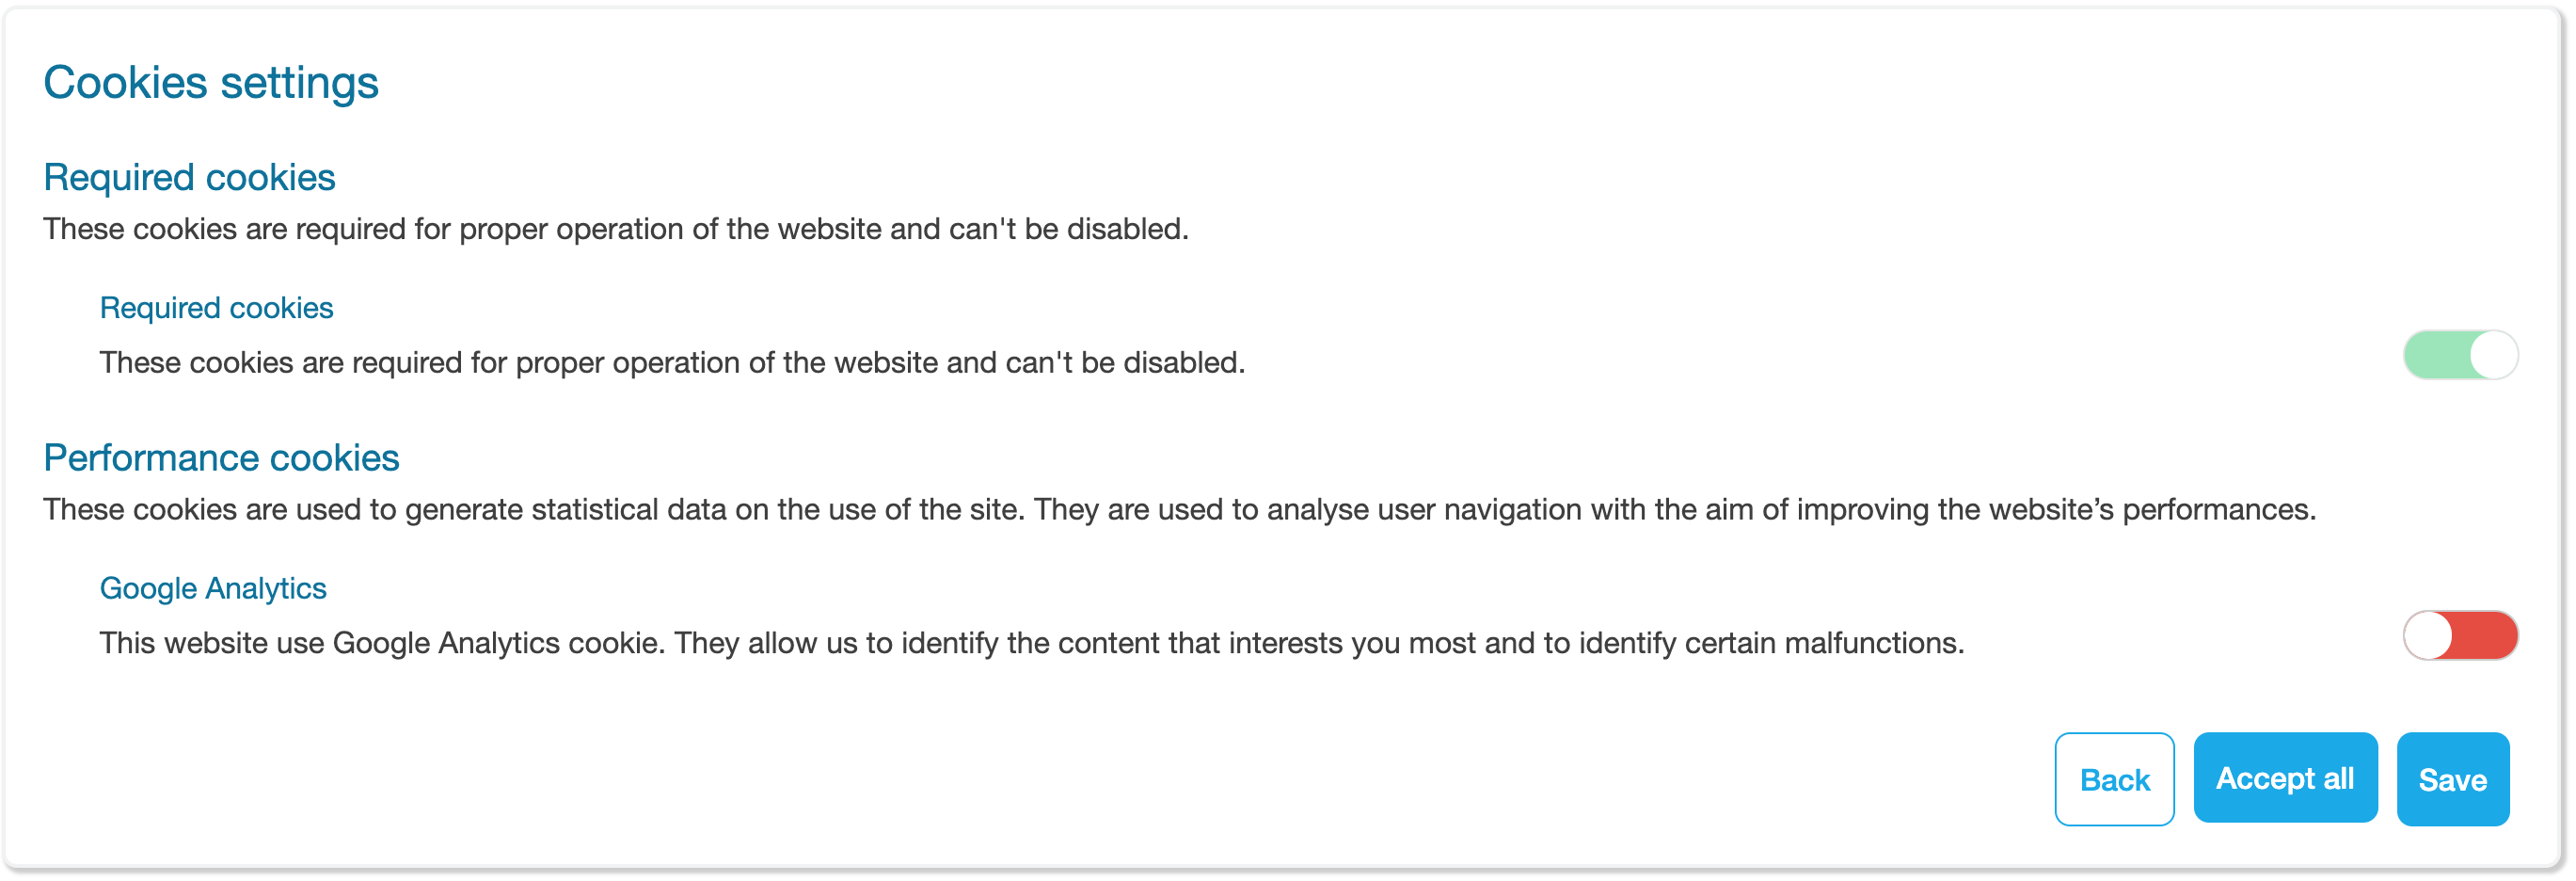 Cookies settings
Required cookies
These cookies are required for proper operation of the website and can't be disabled.
Required cookies
These cookies are required for proper operation of the website and can't be disabled.
Performance cookies
These cookies are used to generate statistical data on the use of the site. They are used to analyse user navigation with the aim of improving the website’s performances.
Google Analytics
This website use Google Analytics cookie. They allow us to identify the content that interests you most and to identify certain malfunctions.
Back Accept all Save